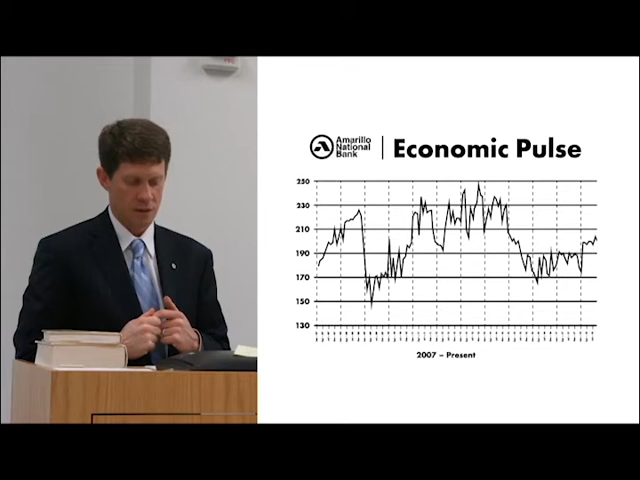 Amarillo
National
Bank
Economic Pulse
250
230
210
190
170
150
130
2007 – Present